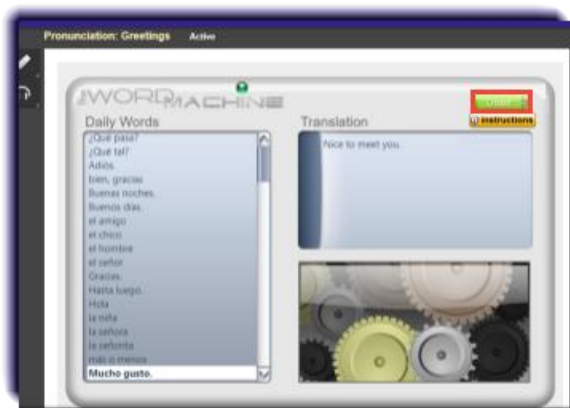 Pronunciation: Greetings Active
THE WORD MACHINE
instructions
Daily Words
Translation
¿Qué pasa?
¿Qué tal?
Adiós.
bien, gracias
Buenas noches.
Buenos días.
el amigo
el chico
el hombre
el señor
Gracias.
Hasta luego.
Hola
la niña
la señora
la señorita
más o menos
Mucho gusto.
Nice to meet you.